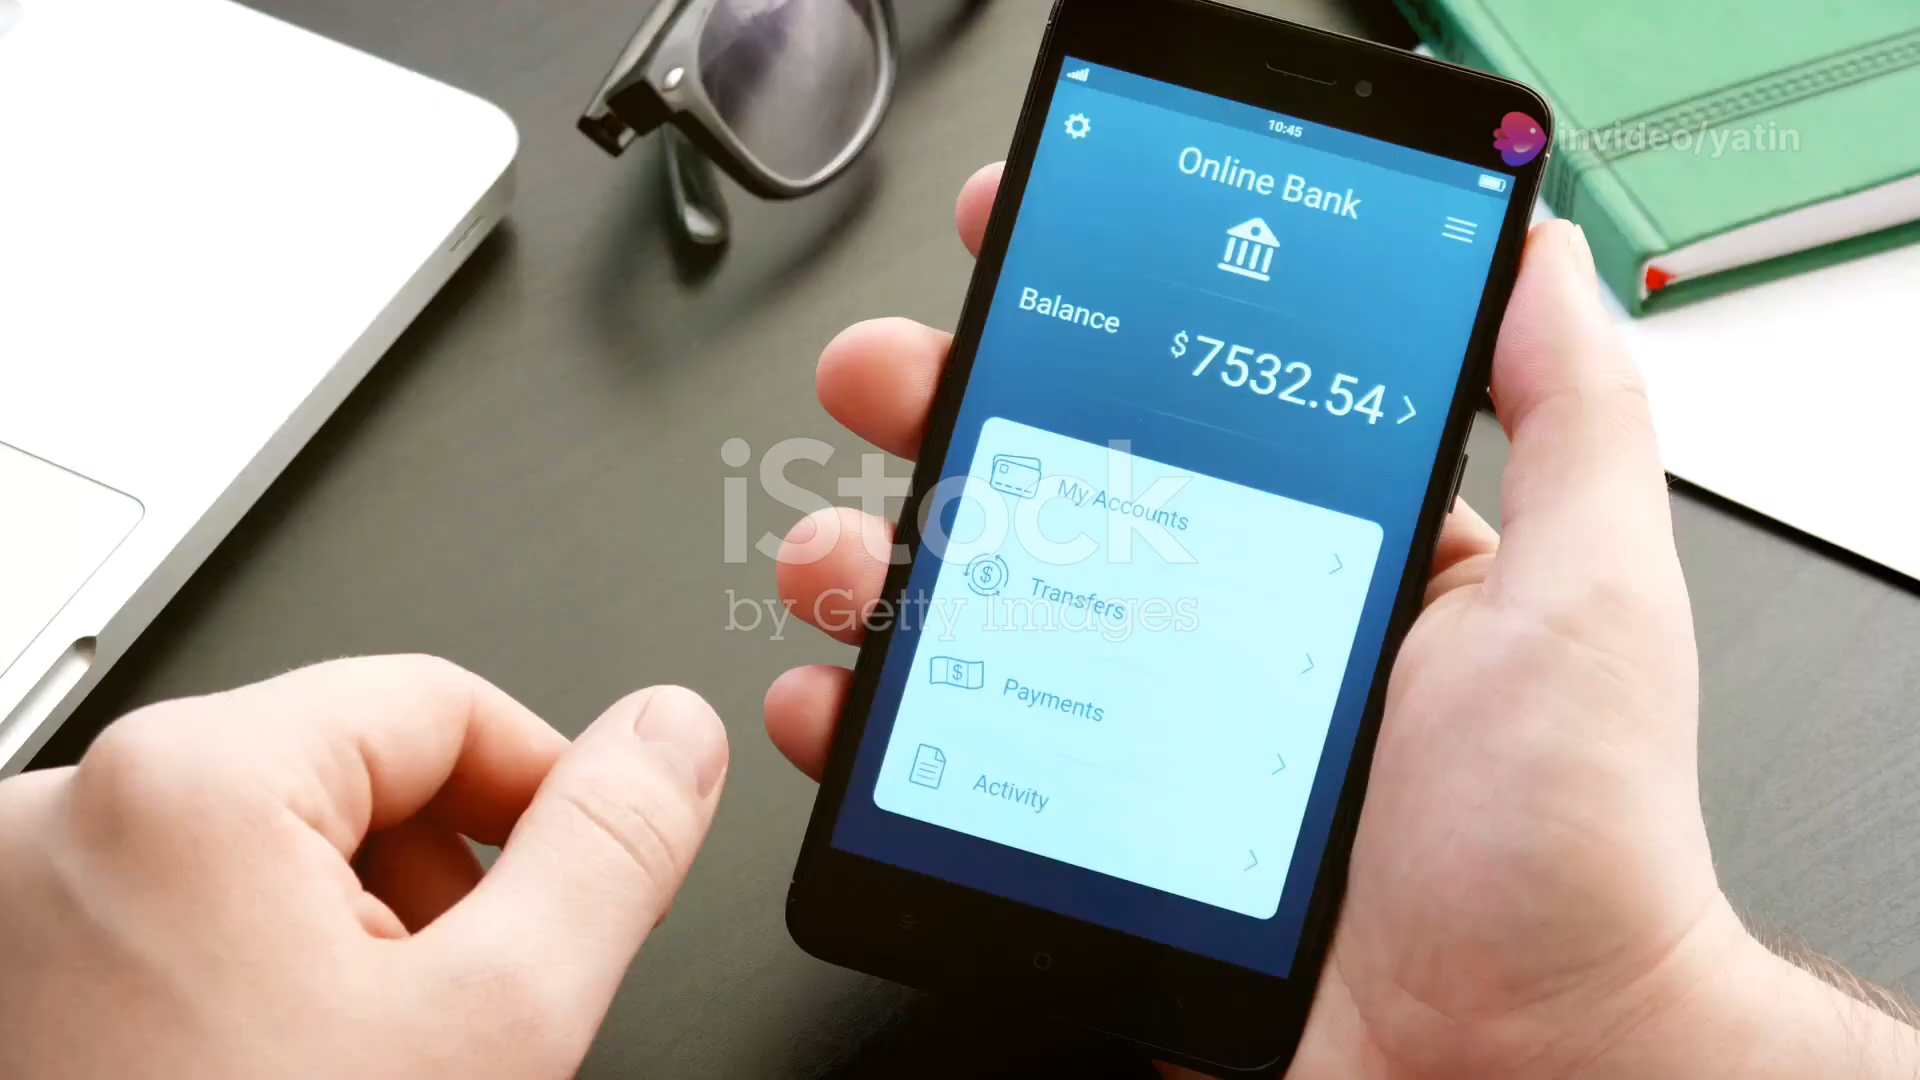 invideo/yatin
10:45
Online Bank
Balance
$7532.54
iStock
by Getty Images
My Accounts
Transfers
Payments
Activity